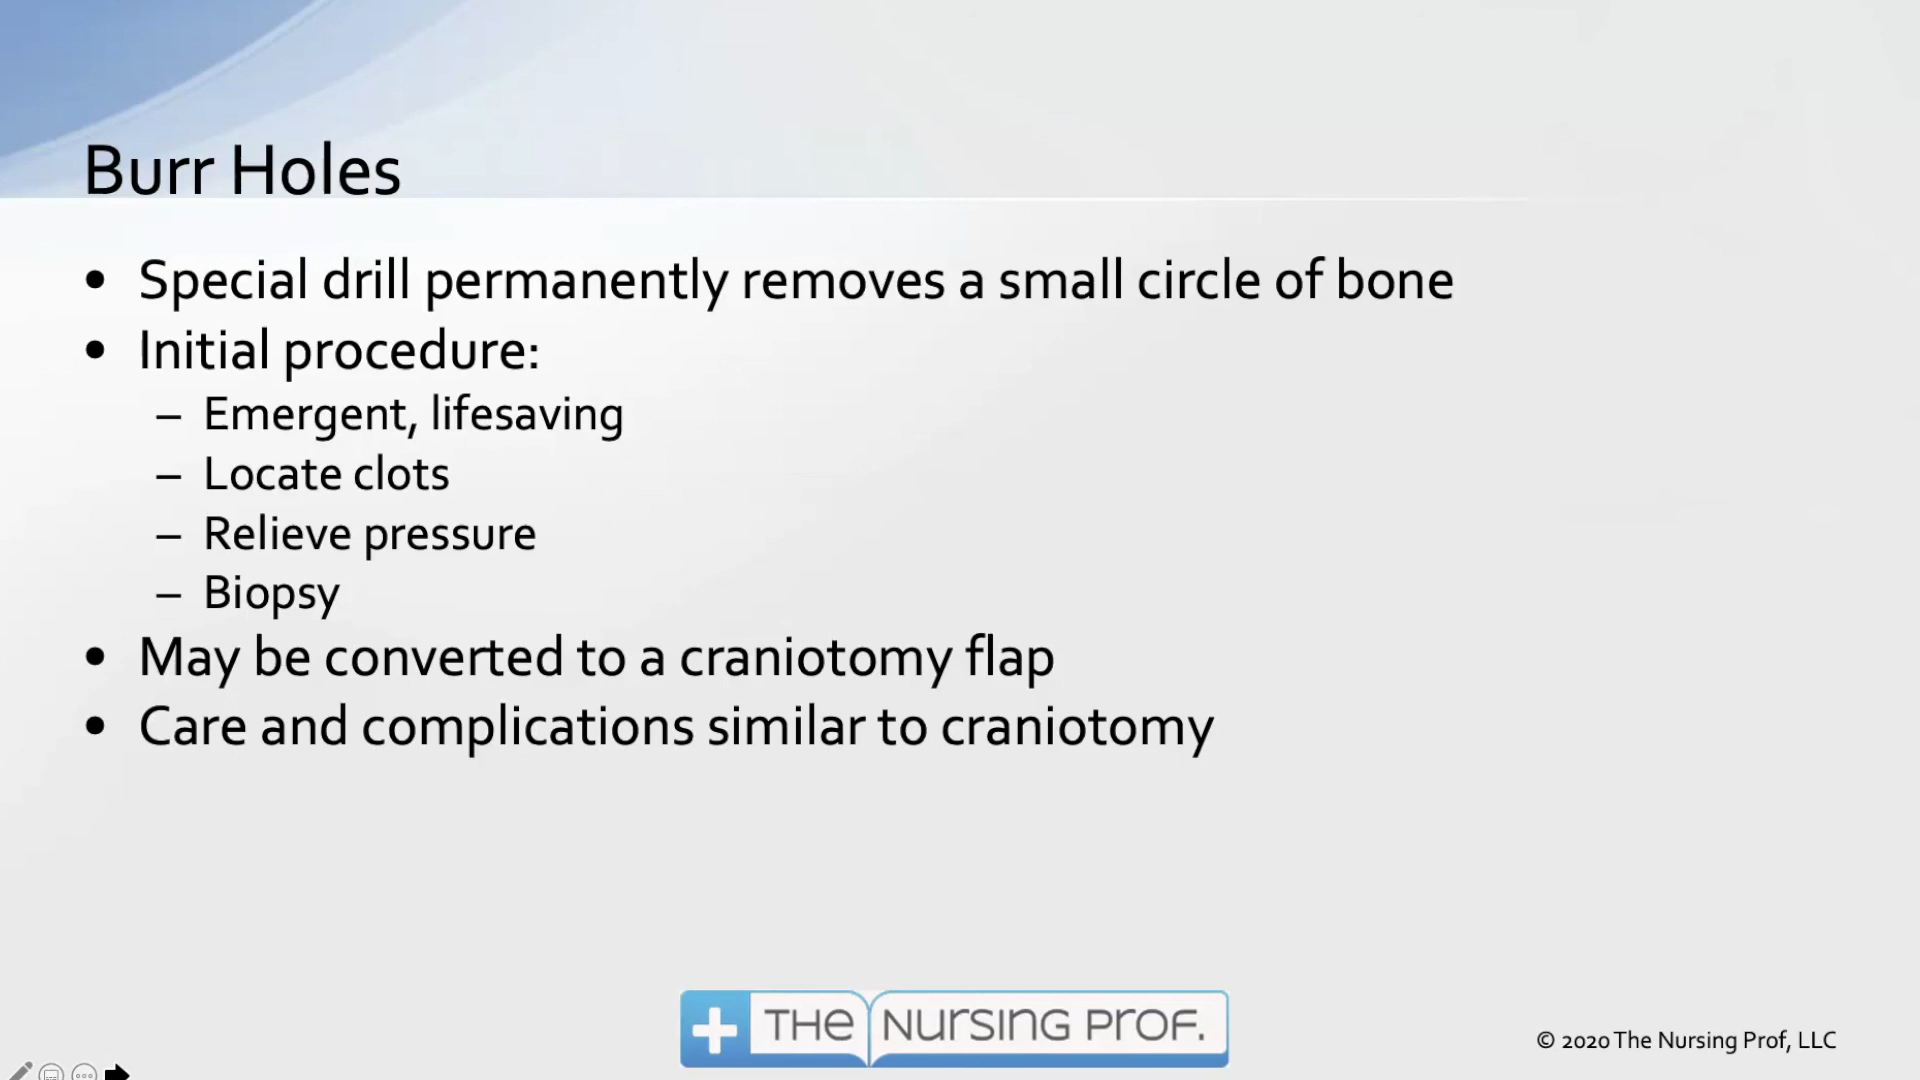 Burr Holes
• Special drill permanently removes a small circle of bone
• Initial procedure:
– Emergent, lifesaving
– Locate clots
– Relieve pressure
– Biopsy
• May be converted to a craniotomy flap
• Care and complications similar to craniotomy
THE NURSING PROF.
© 2020 The Nursing Prof, LLC